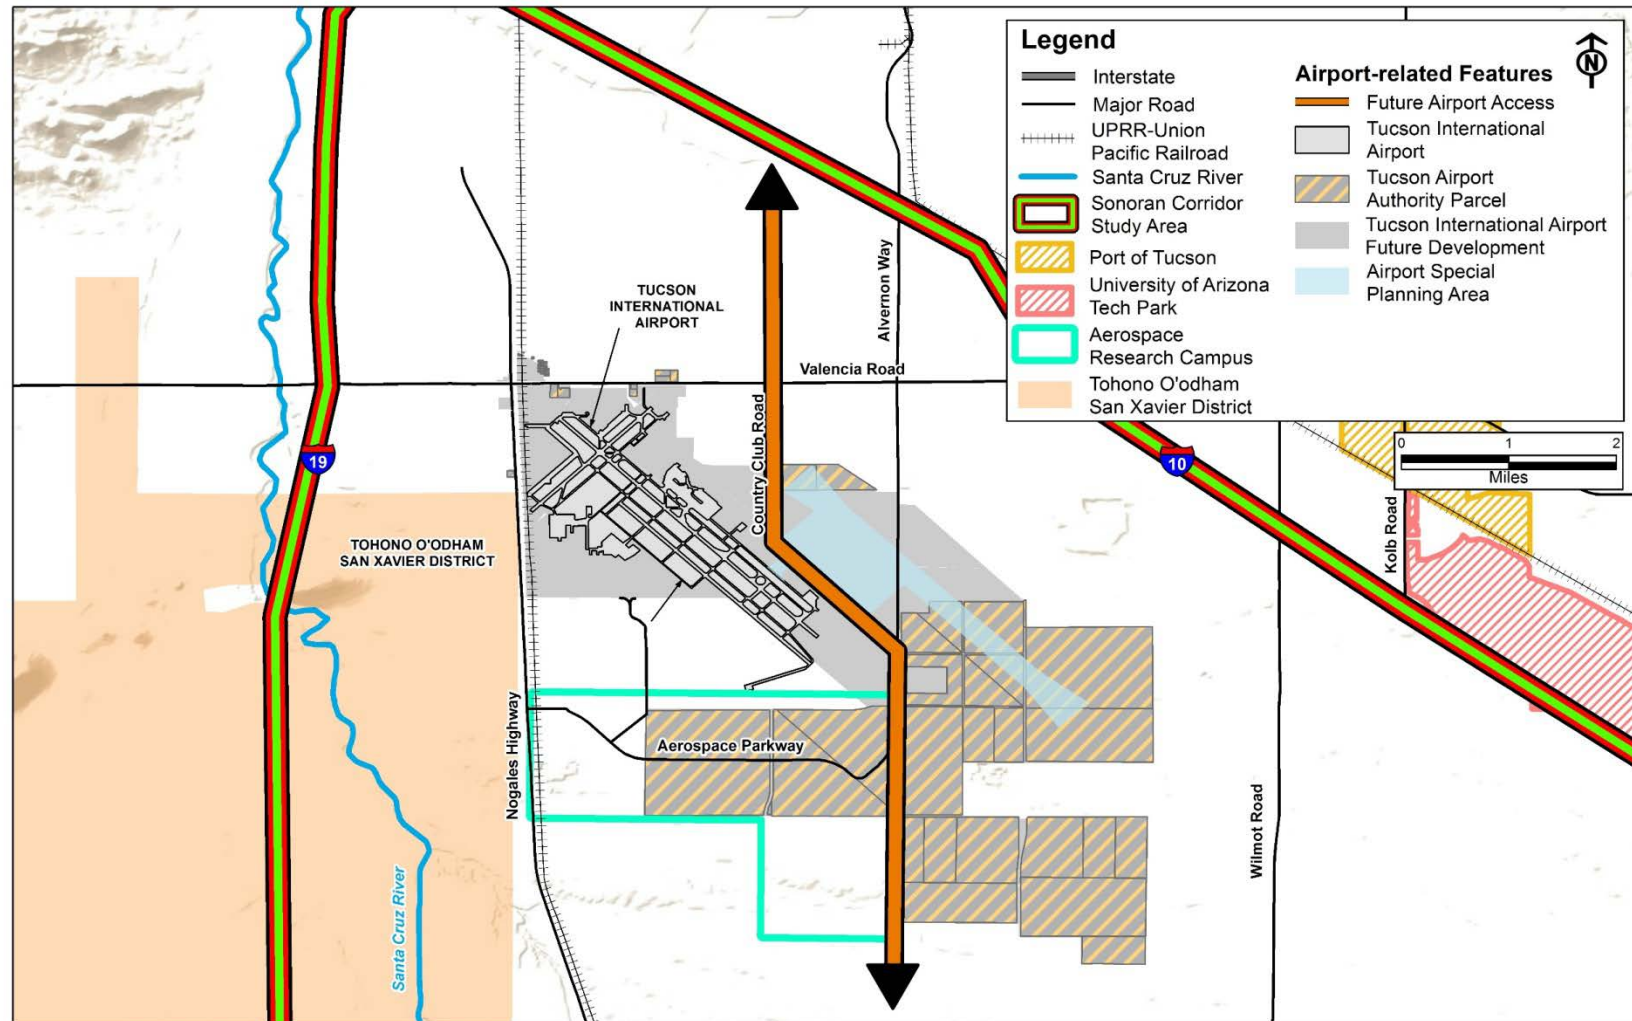 Legend
Interstate
Major Road
UPRR-Union
Pacific Railroad
Santa Cruz River
Sonoran Corridor
Study Area
Port of Tucson
University of Arizona
Tech Park
Aerospace
Research Campus
Tohono O'odham
San Xavier District
N
Airport-related Features
Future Airport Access
Tucson International
Airport
Tucson Airport
Authority Parcel
Tucson International Airport
Future Development
Airport Special
Planning Area
0 1 2
Miles
TUCSON
INTERNATIONAL
AIRPORT
Alvernon Way
Valencia Road
Country Club Road
19
10
Kolb Road
TOHONO O'ODHAM
SAN XAVIER DISTRICT
Nogales Highway
Aerospace Parkway
Wilmot Road
Santa Cruz River